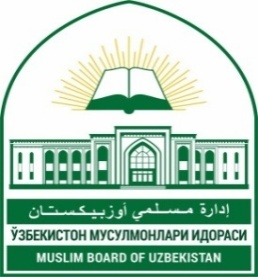 إدارة مسلمي أوزبيكستان
ЎЗБЕКИСТОН МУСУЛМОНЛАРИ ИДОРАСИ
MUSLIM BOARD OF UZBEKISTAN